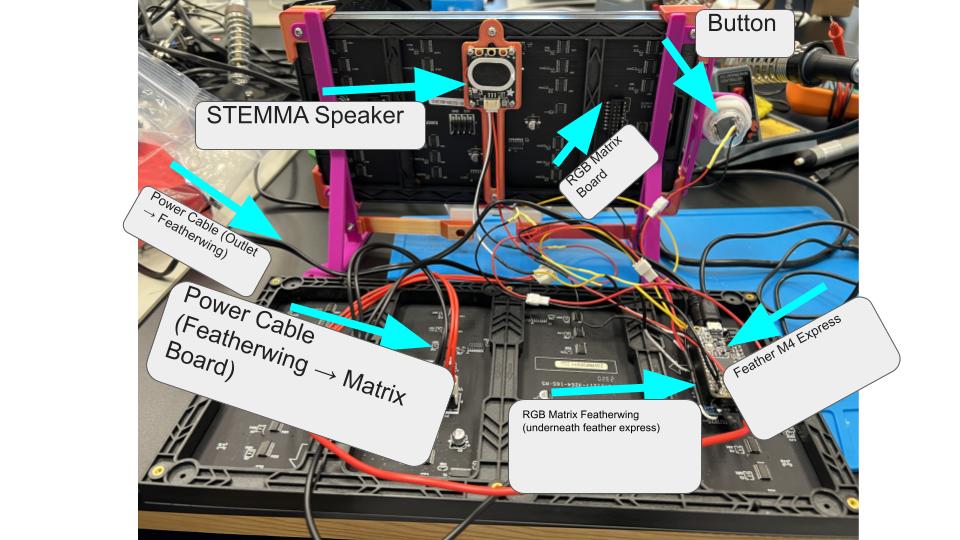 Button
STEMMA Speaker
RGB Matrix
Board
Power Cable (Outlet
→ Featherwing)
Power Cable
(Featherwing → Matrix
Board)
Feather M4 Express
RGB Matrix Featherwing
(underneath feather express)